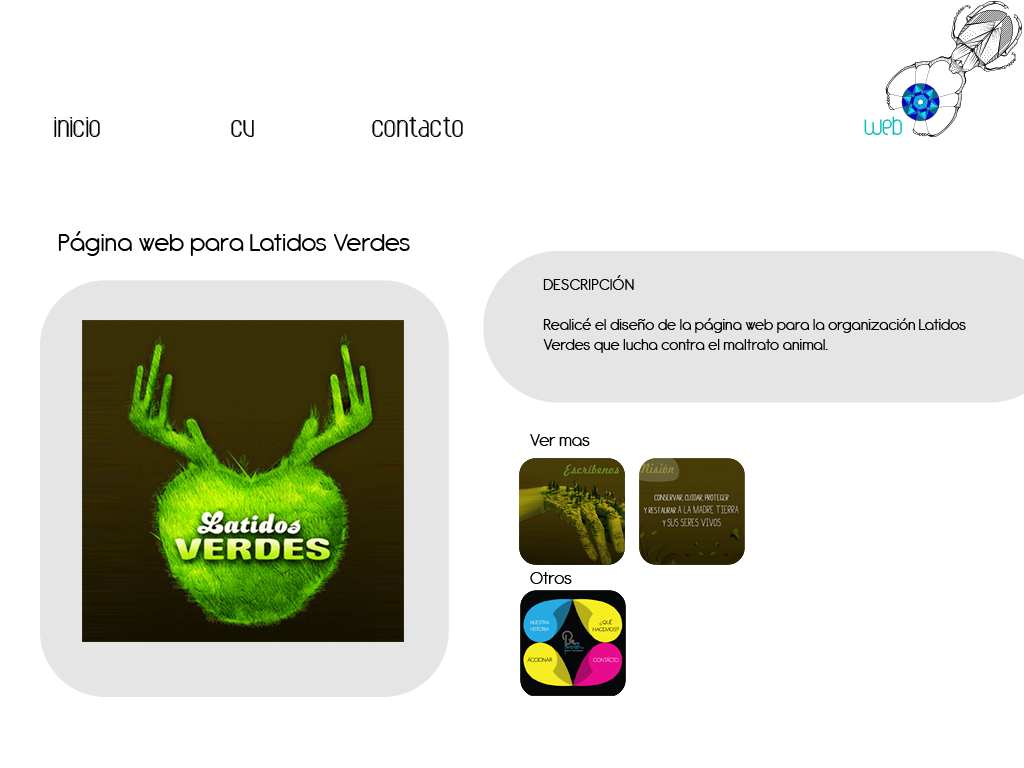 web
inicio
cv
contacto
Página web para Latidos Verdes
Latidos
VERDES
DESCRIPCIÓN
Realicé el diseño de la página web para la organización Latidos
Verdes que lucha contra el maltrato animal.
Ver mas
Escríbenos
Misión
CONSERVAR, CUIDAR, PROTEGER
Y RESTAURAR A LA MADRE TIERRA
Y SUS SERES VIVOS
Otros
NUESTRA
HISTORIA
¿QUÉ
HACEMOS?
ACCIONAR
CONTÁCTO